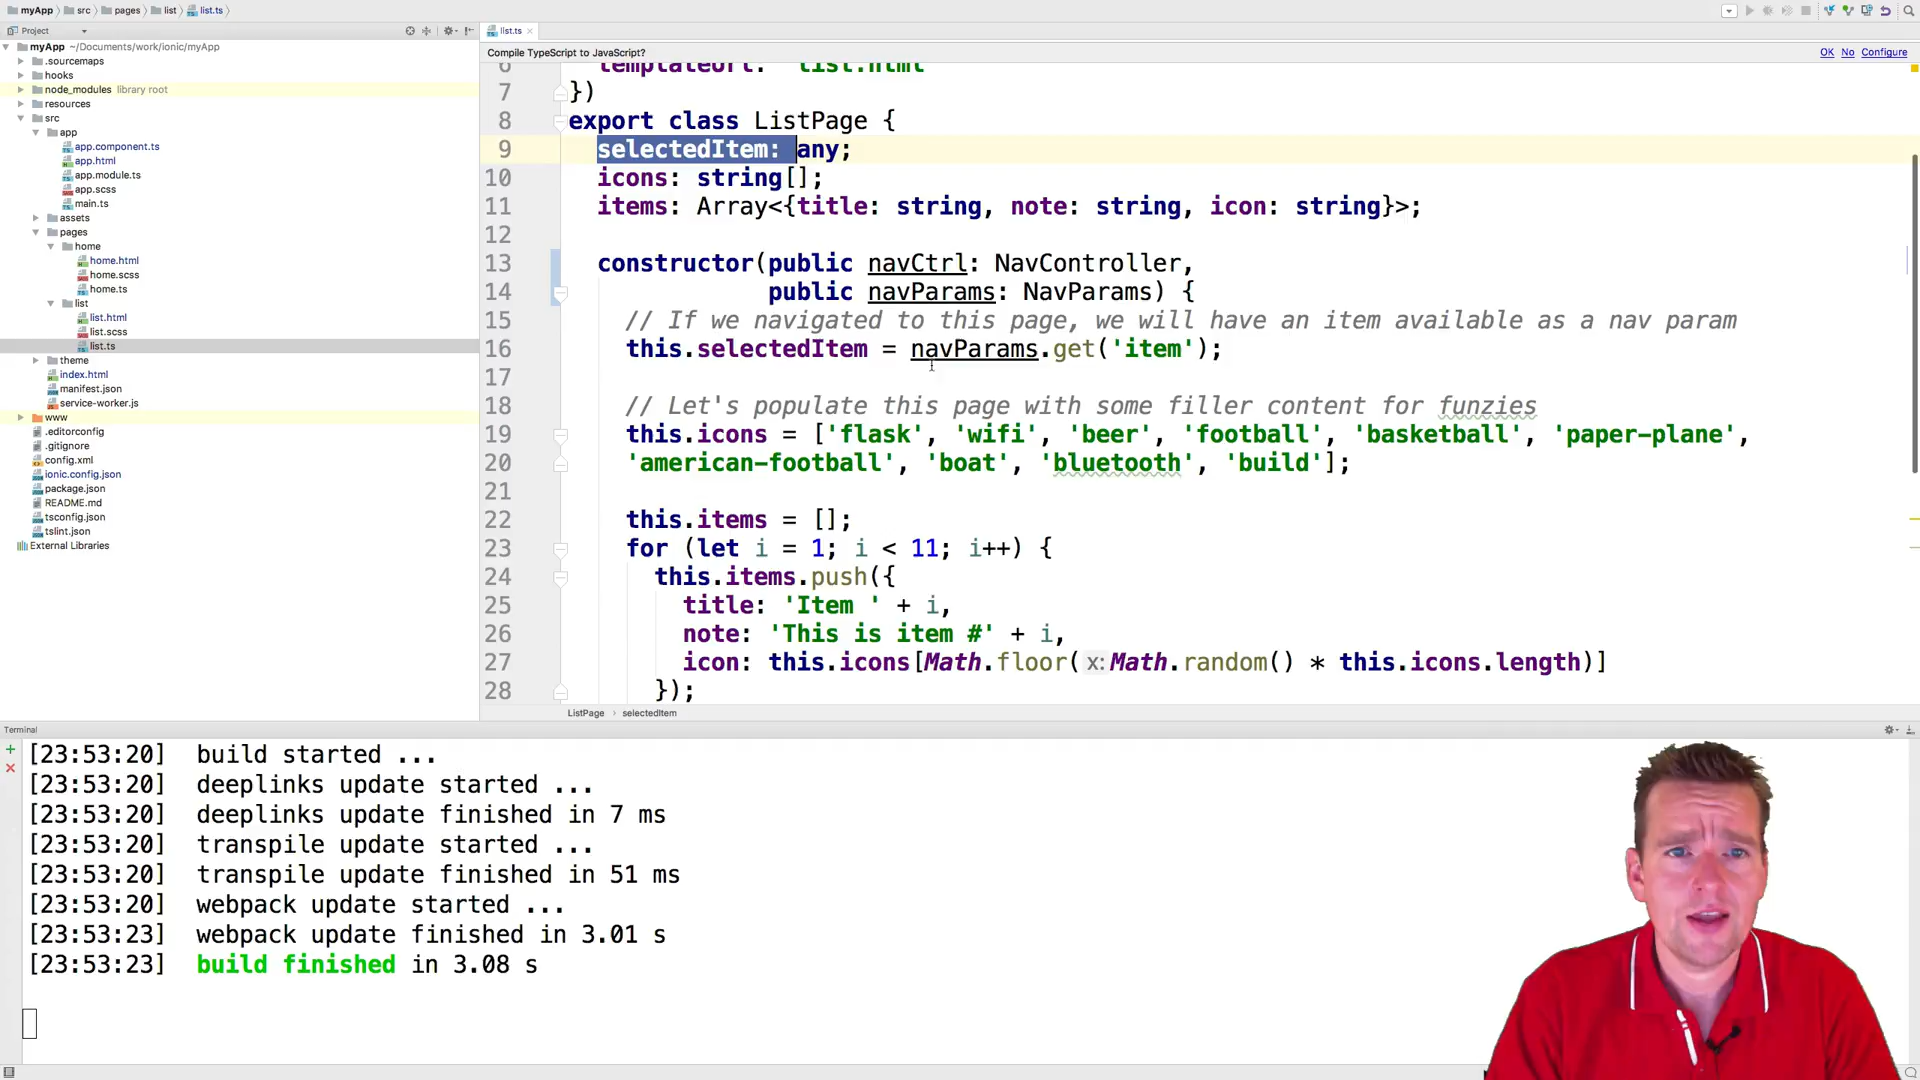 myApp src pages list list.ts
Project
list.ts
myApp ~/Documents/work/ionic/myApp
.sourcemaps
hooks
node_modules library root
resources
src
app
app.component.ts
app.html
app.module.ts
app.scss
main.ts
assets
pages
home
home.html
home.scss
home.ts
list
list.html
list.scss
list.ts
theme
index.html
manifest.json
service-worker.js
www
.editorconfig
.gitignore
config.xml
ionic.config.json
package.json
README.md
tsconfig.json
tslint.json
External Libraries
Compile TypeScript to JavaScript? OK No Configure
6 templateUrl: 'list.html'
7 })
8 export class ListPage {
9 selectedItem: any;
10 icons: string[];
11 items: Array<{title: string, note: string, icon: string}>;
12
13 constructor(public navCtrl: NavController,
14 public navParams: NavParams) {
15 // If we navigated to this page, we will have an item available as a nav param
16 this.selectedItem = navParams.get('item');
17
18 // Let's populate this page with some filler content for funzies
19 this.icons = ['flask', 'wifi', 'beer', 'football', 'basketball', 'paper-plane',
20 'american-football', 'boat', 'bluetooth', 'build'];
21
22 this.items = [];
23 for (let i = 1; i < 11; i++) {
24 this.items.push({
25 title: 'Item ' + i,
26 note: 'This is item #' + i,
27 icon: this.icons[Math.floor( x: Math.random() * this.icons.length)]
28 });
ListPage selectedItem
Terminal
[23:53:20] build started ...
[23:53:20] deeplinks update started ...
[23:53:20] deeplinks update finished in 7 ms
[23:53:20] transpile update started ...
[23:53:20] transpile update finished in 51 ms
[23:53:20] webpack update started ...
[23:53:23] webpack update finished in 3.01 s
[23:53:23] build finished in 3.08 s